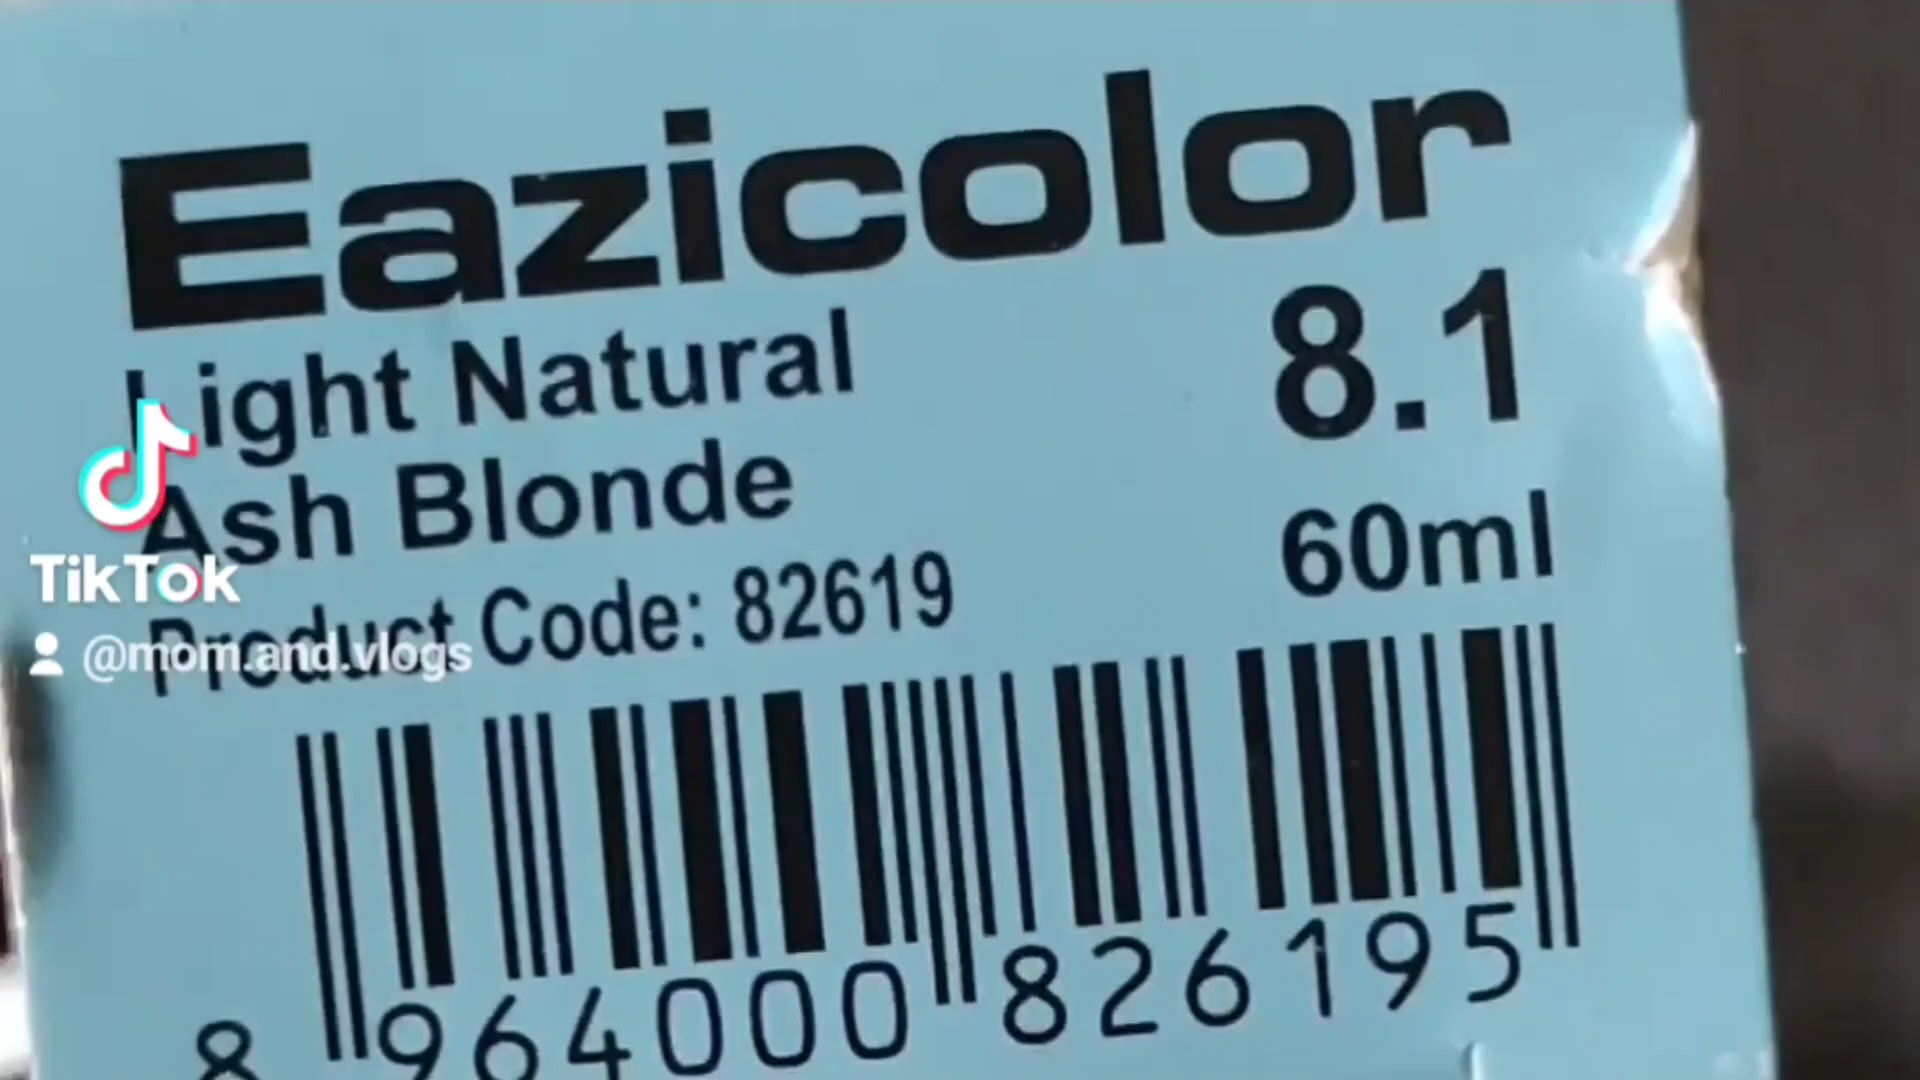 Eazicolor
Light Natural
Ash Blonde
8.1
60ml
Product Code: 82619
TikTok
@mom.and.vlogs
8 964000 826195